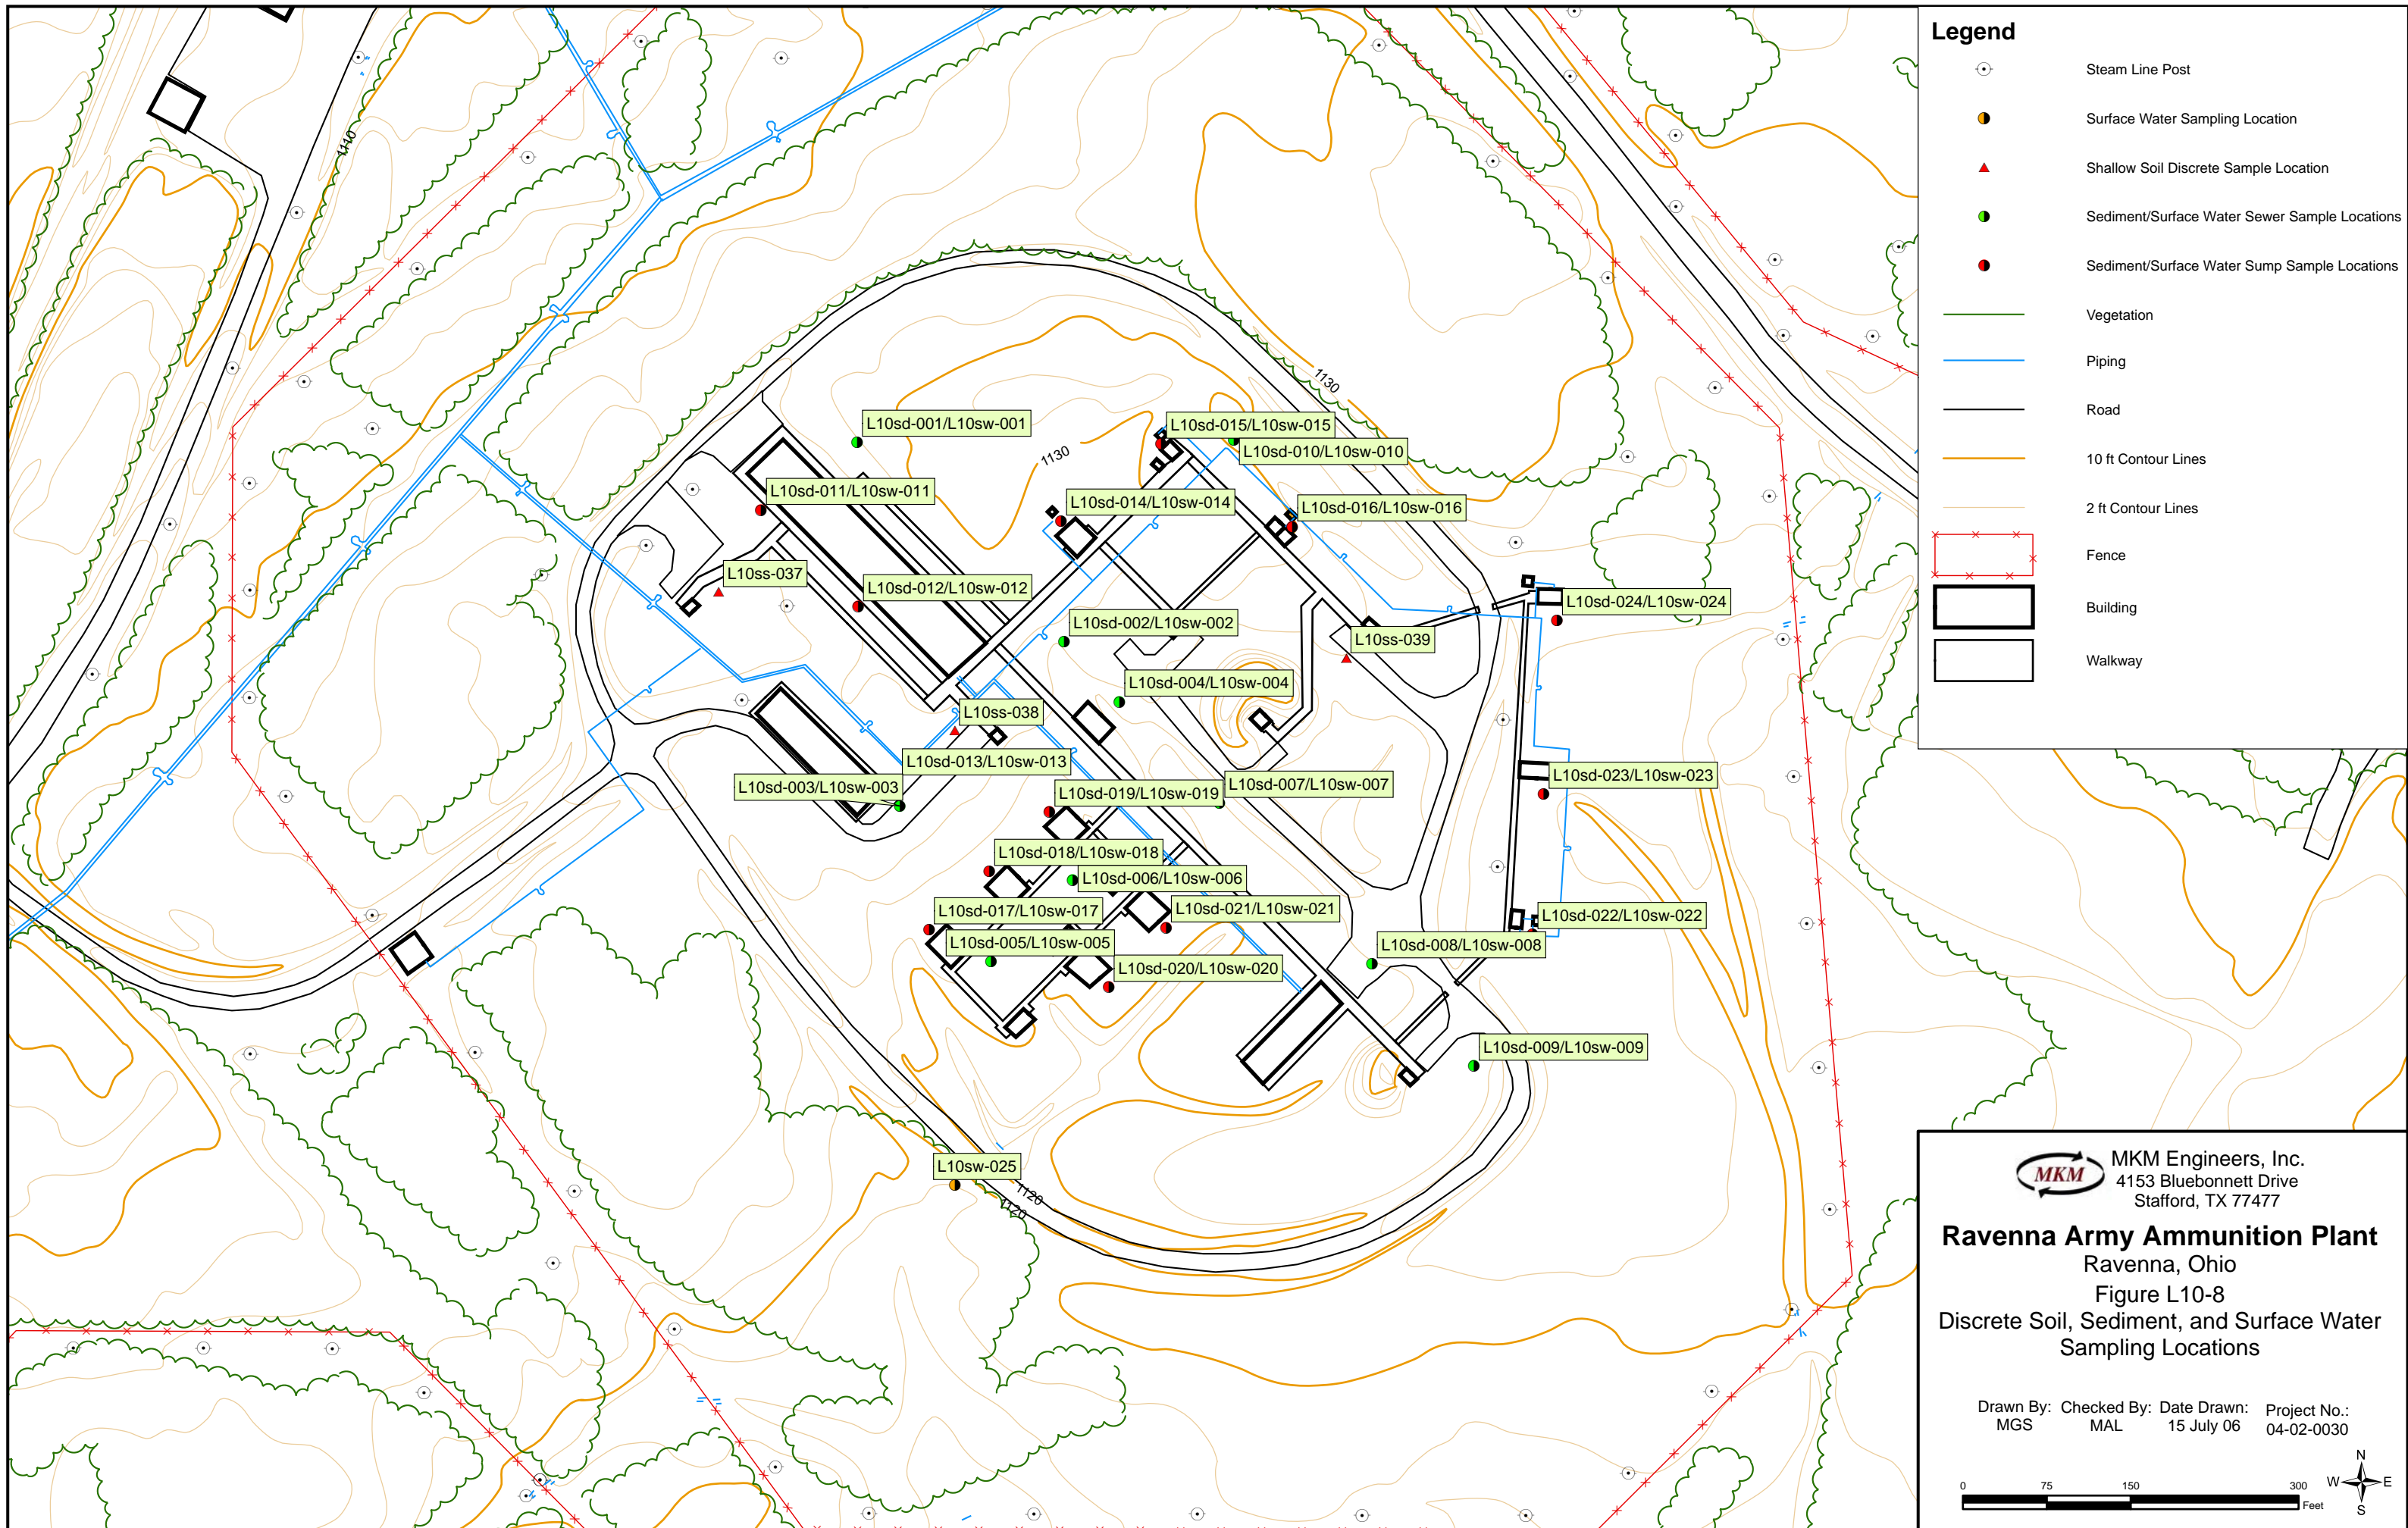 Legend
Steam Line Post
Surface Water Sampling Location
Shallow Soil Discrete Sample Location
Sediment/Surface Water Sewer Sample Locations
Sediment/Surface Water Sump Sample Locations
Vegetation
Piping
Road
10 ft Contour Lines
2 ft Contour Lines
Fence
Building
Walkway
1110
1130
L10sd-001/L10sw-001
L10sd-015/L10sw-015
L10sd-010/L10sw-010
1130
L10sd-011/L10sw-011
L10sd-014/L10sw-014
L10sd-016/L10sw-016
L10ss-037
L10sd-012/L10sw-012
L10sd-024/L10sw-024
L10sd-002/L10sw-002
L10ss-039
L10sd-004/L10sw-004
L10ss-038
L10sd-013/L10sw-013
L10sd-023/L10sw-023
L10sd-003/L10sw-003
L10sd-007/L10sw-007
L10sd-019/L10sw-019
L10sd-018/L10sw-018
L10sd-006/L10sw-006
L10sd-017/L10sw-017
L10sd-021/L10sw-021
L10sd-022/L10sw-022
L10sd-005/L10sw-005
L10sd-008/L10sw-008
L10sd-020/L10sw-020
L10sd-009/L10sw-009
L10sw-025
1120
1120
MKM
MKM Engineers, Inc.
4153 Bluebonnett Drive
Stafford, TX 77477
Ravenna Army Ammunition Plant
Ravenna, Ohio
Figure L10-8
Discrete Soil, Sediment, and Surface Water
Sampling Locations
Drawn By: Checked By: Date Drawn: Project No.:
MGS MAL 15 July 06 04-02-0030
N
W E
S
0 75 150 300
Feet